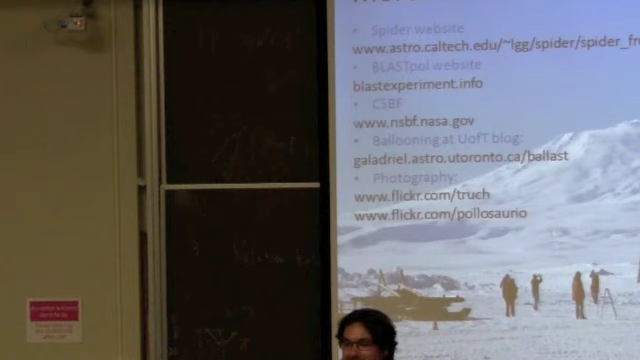 • Spider website
www.astro.caltech.edu/~lgg/spider/spider_fr
• BLASTpol website
blastexperiment.info
• CSBF
www.nsbf.nasa.gov
• Ballooning at UofT blog:
galadriel.astro.utoronto.ca/ballast
• Photography:
www.flickr.com/truch
www.flickr.com/pollosaurio